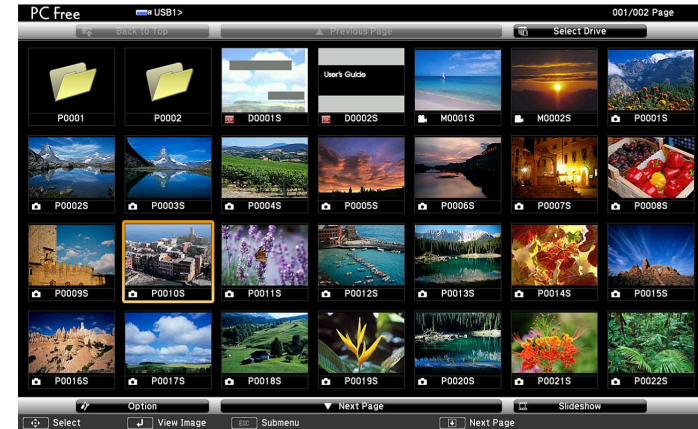 PC Free USB1> 001/002 Page
Back to Top Previous Page Select Drive
User's Guide
P0001 P0002 D0001S D0002S M0001S M0002S P0001S
P0002S P0003S P0004S P0005S P0006S P0007S P0008S
P0009S P0010S P0011S P0012S P0013S P0014S P0015S
P0016S P0017S P0018S P0019S P0020S P0021S P0022S
Option Next Page Slideshow
Select View Image Esc Submenu Next Page